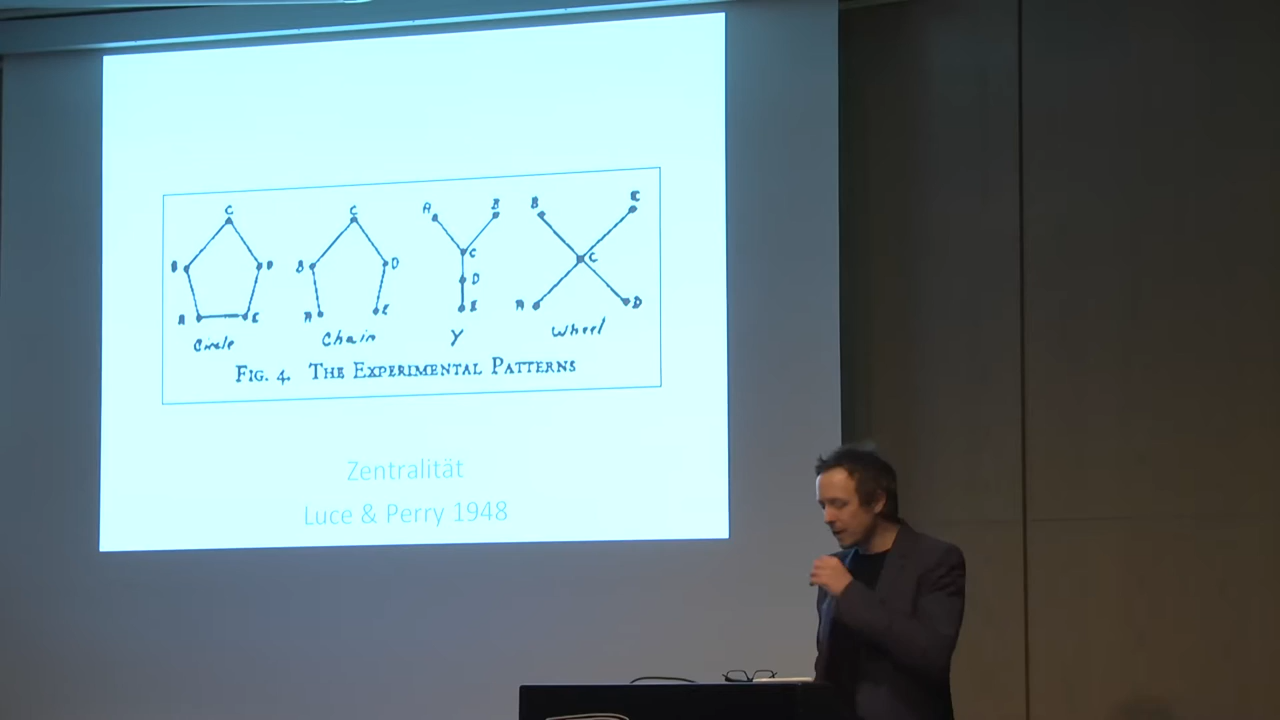 C C A B B E
B D B D C C
D
A E A E E A D
Circle Chain Y Wheel
FIG. 4. THE EXPERIMENTAL PATTERNS
Zentralität
Luce & Perry 1948